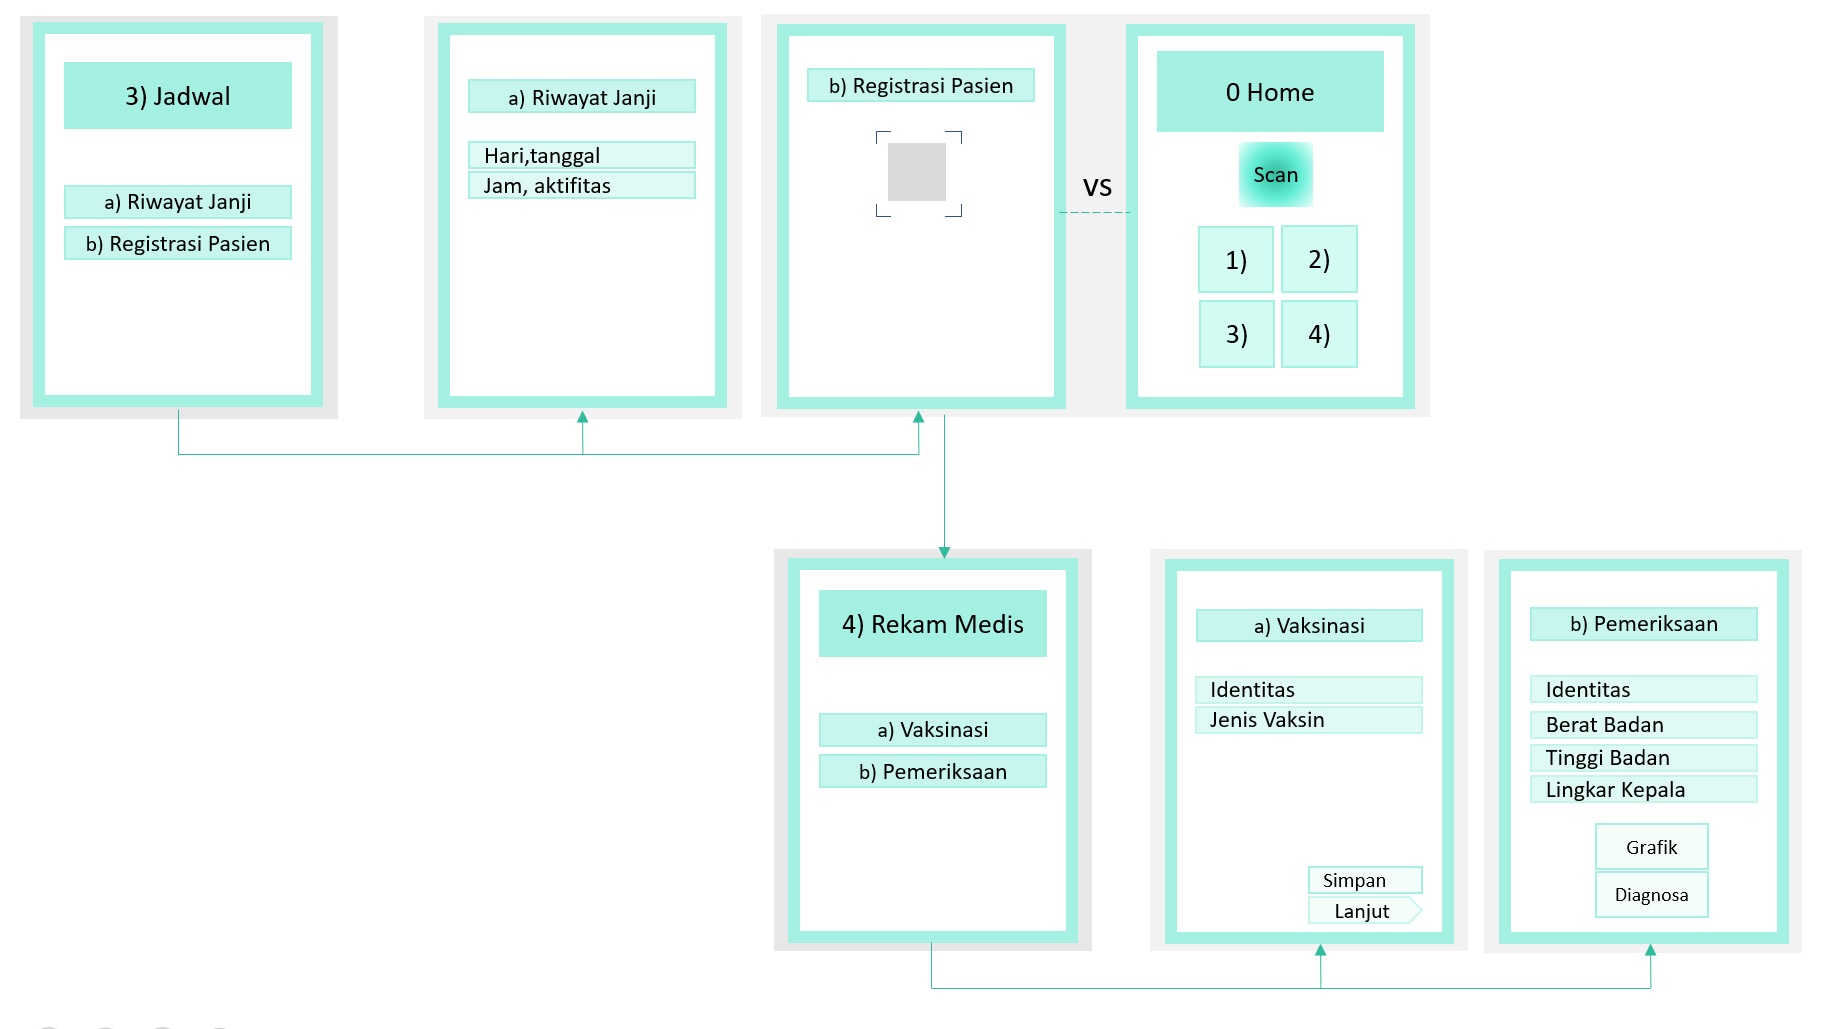 3) Jadwal
a) Riwayat Janji
b) Registrasi Pasien
a) Riwayat Janji
Hari,tanggal
Jam, aktifitas
b) Registrasi Pasien
vs
0 Home
Scan
1)
2)
3)
4)
4) Rekam Medis
a) Vaksinasi
b) Pemeriksaan
a) Vaksinasi
Identitas
Jenis Vaksin
Simpan
Lanjut
b) Pemeriksaan
Identitas
Berat Badan
Tinggi Badan
Lingkar Kepala
Grafik
Diagnosa